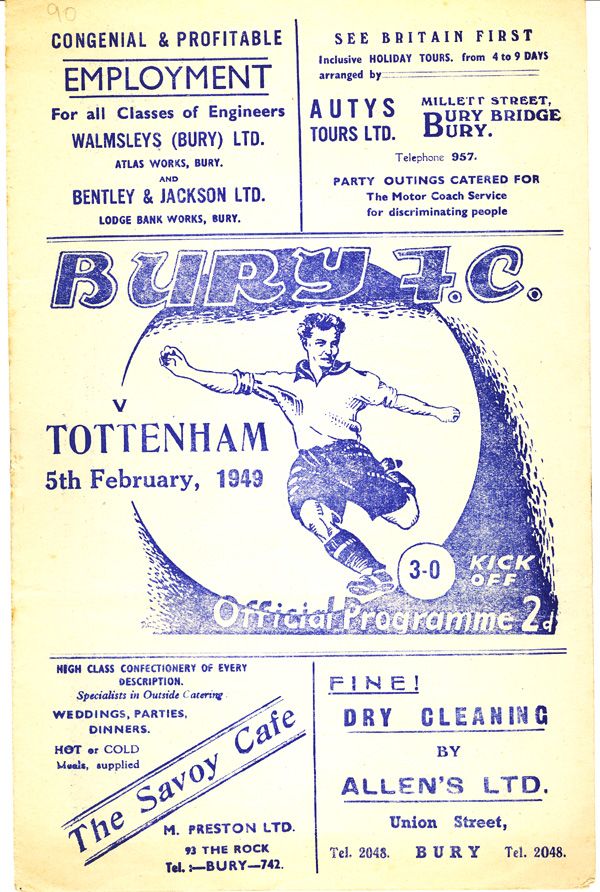 90
CONGENIAL & PROFITABLE
EMPLOYMENT
For all Classes of Engineers
WALMSLEYS (BURY) LTD.
ATLAS WORKS, BURY.
AND
BENTLEY & JACKSON LTD.
LODGE BANK WORKS, BURY.
SEE BRITAIN FIRST
Inclusive HOLIDAY TOURS. from 4 to 9 DAYS
arranged by
AUTYS
TOURS LTD.
MILLETT STREET,
BURY BRIDGE
BURY.
Telephone 957.
PARTY OUTINGS CATERED FOR
The Motor Coach Service
for discriminating people
BURY F.C.
V
TOTTENHAM
5th February, 1949
3-0 KICK
OFF
Official Programme 2d
HIGH CLASS CONFECTIONERY OF EVERY
DESCRIPTION.
Specialists in Outside Catering
WEDDINGS, PARTIES,
DINNERS.
HOT or COLD
Meals, supplied
The Savoy Cafe
M. PRESTON LTD.
93 THE ROCK
Tel. :—BURY—742.
FINE!
DRY CLEANING
BY
ALLEN'S LTD.
Union Street,
Tel. 2048. BURY Tel. 2048.